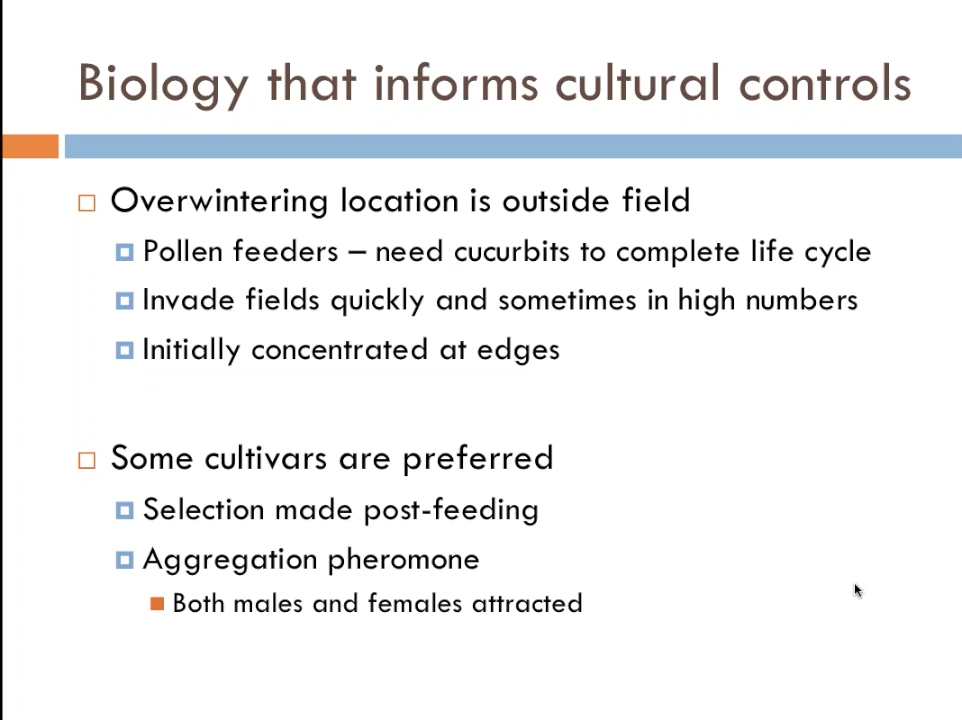 Biology that informs cultural controls
Overwintering location is outside field
Pollen feeders – need cucurbits to complete life cycle
Invade fields quickly and sometimes in high numbers
Initially concentrated at edges
Some cultivars are preferred
Selection made post-feeding
Aggregation pheromone
Both males and females attracted